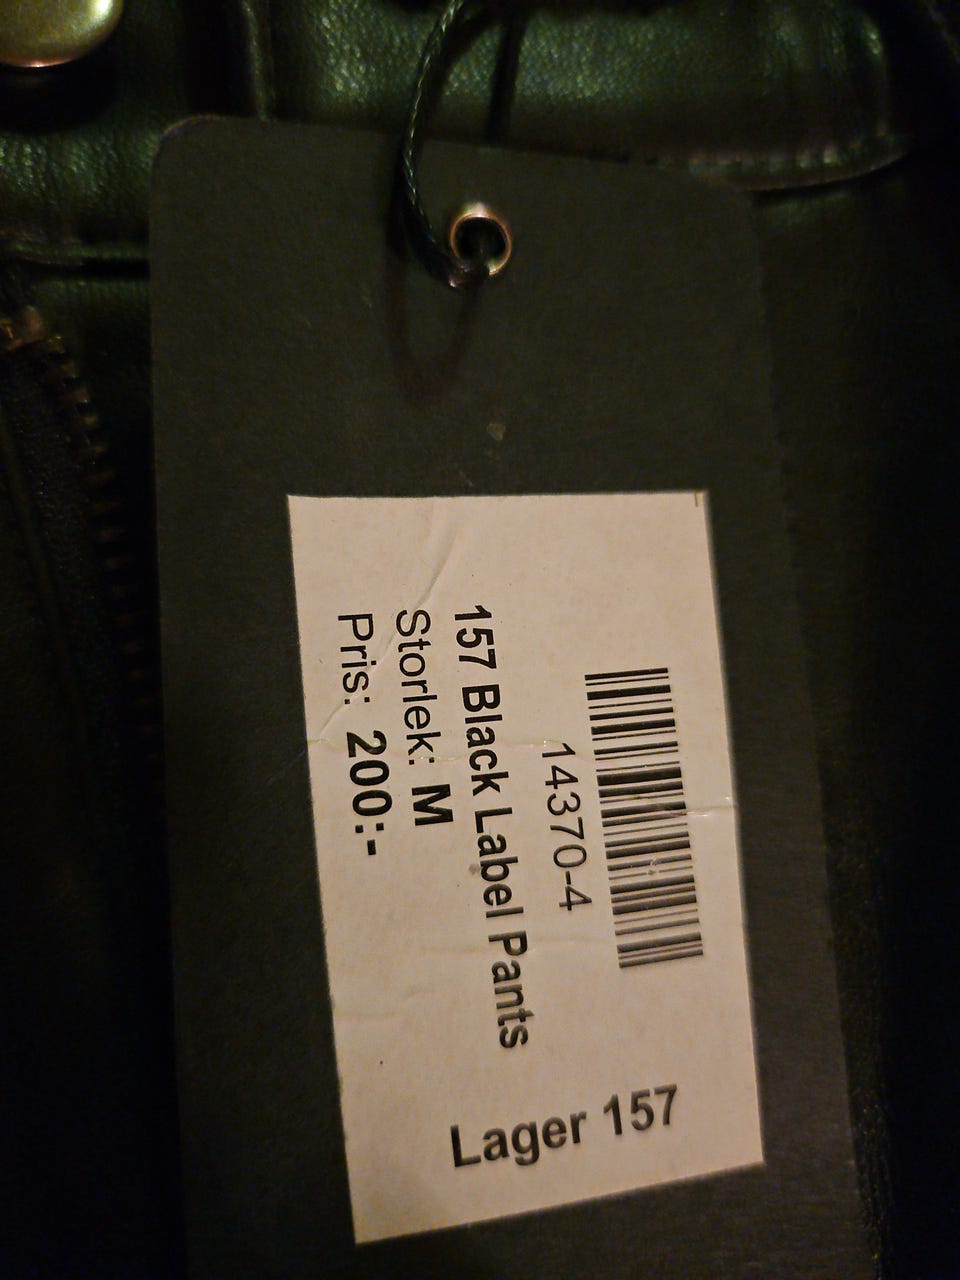 14370-4
157 Black Label Pants
Storlek: M
Pris: 200:-
Lager 157